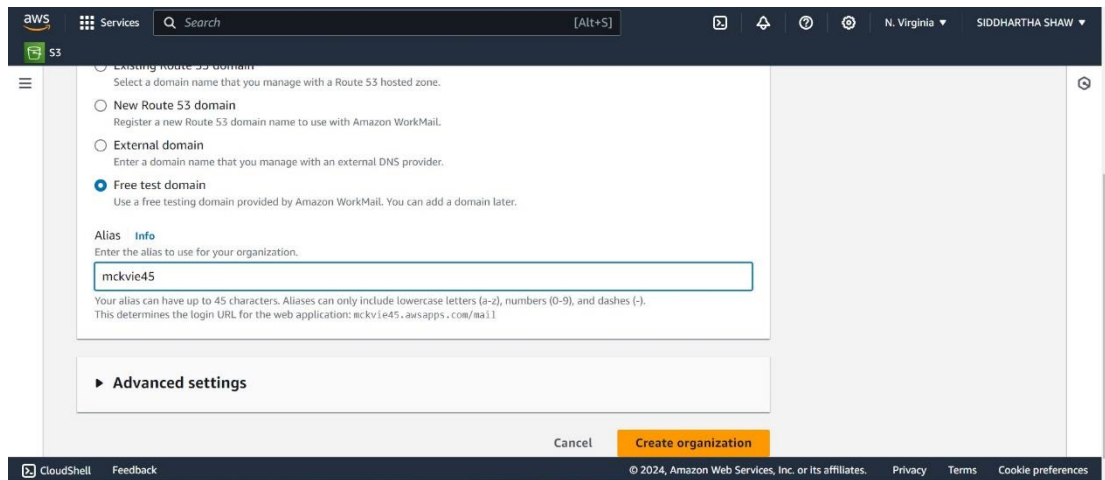 aws
Services
Search
[Alt+S]
N. Virginia ▼
SIDDHARTHA SHAW ▼
S3
Existing Route 53 domain
Select a domain name that you manage with a Route 53 hosted zone.
New Route 53 domain
Register a new Route 53 domain name to use with Amazon WorkMail.
External domain
Enter a domain name that you manage with an external DNS provider.
Free test domain
Use a free testing domain provided by Amazon WorkMail. You can add a domain later.
Alias Info
Enter the alias to use for your organization.
mckvie45
Your alias can have up to 45 characters. Aliases can only include lowercase letters (a-z), numbers (0-9), and dashes (-).
This determines the login URL for the web application: mckvie45.awsapps.com/mail
Advanced settings
Cancel
Create organization
CloudShell
Feedback
© 2024, Amazon Web Services, Inc. or its affiliates.
Privacy
Terms
Cookie preferences